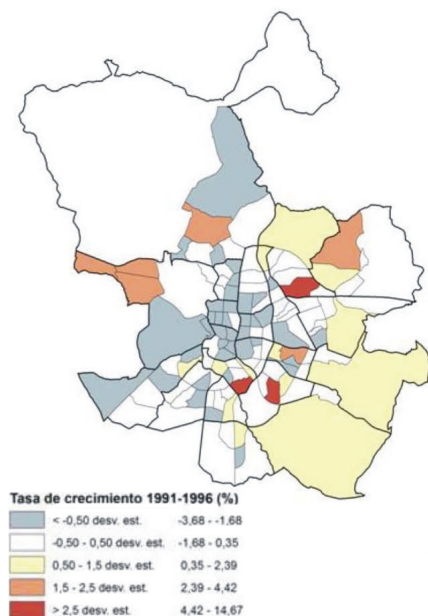 Tasa de crecimiento 1991-1996 (%)
< -0,50 desv. est. -3,68 - -1,68
-0,50 - 0,50 desv. est. -1,68 - 0,35
0,50 - 1,5 desv. est. 0,35 - 2,39
1,5 - 2,5 desv. est. 2,39 - 4,42
> 2,5 desv. est. 4,42 - 14,67